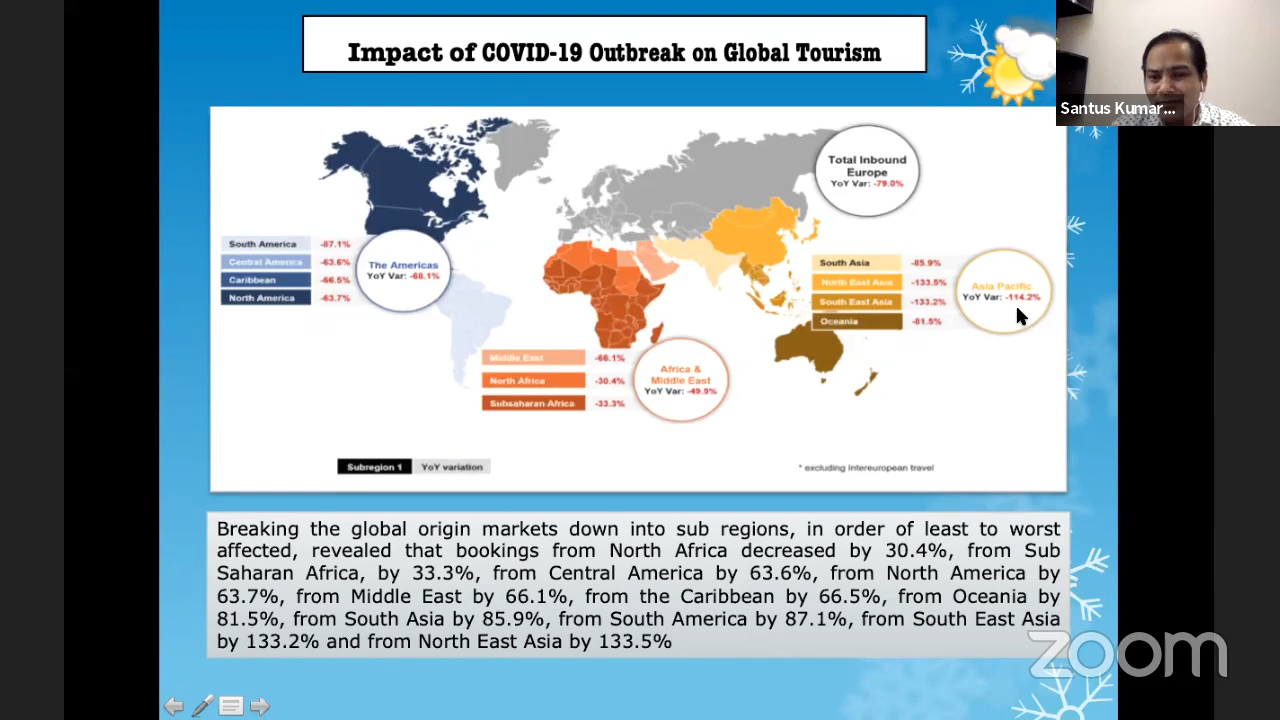 Impact of COVID-19 Outbreak on Global Tourism
Santus Kumar...
Total Inbound
Europe
YoY Var: -79.0%
South America -87.1%
Central America -63.6%
Caribbean -66.5%
North America -63.7%
The Americas
YoY Var: -68.1%
South Asia -85.9%
North East Asia -133.5%
South East Asia -133.2%
Oceania -81.5%
Asia Pacific
YoY Var: -114.2%
Middle East -66.1%
North Africa -30.4%
Subsaharan Africa -33.3%
Africa &
Middle East
YoY Var: -49.9%
Subregion 1 YoY variation
* excluding Intereuropean travel
Breaking the global origin markets down into sub regions, in order of least to worst
affected, revealed that bookings from North Africa decreased by 30.4%, from Sub
Saharan Africa, by 33.3%, from Central America by 63.6%, from North America by
63.7%, from Middle East by 66.1%, from the Caribbean by 66.5%, from Oceania by
81.5%, from South Asia by 85.9%, from South America by 87.1%, from South East Asia
by 133.2% and from North East Asia by 133.5%
zoom